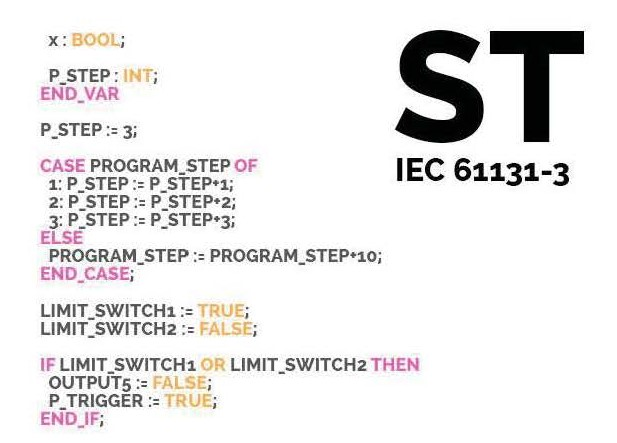 x : BOOL;
P_STEP : INT;
END_VAR
P_STEP := 3;
CASE PROGRAM_STEP OF
1: P_STEP := P_STEP+1;
2: P_STEP := P_STEP+2;
3: P_STEP := P_STEP+3;
ELSE
PROGRAM_STEP := PROGRAM_STEP+10;
END_CASE;
LIMIT_SWITCH1 := TRUE;
LIMIT_SWITCH2 := FALSE;
IF LIMIT_SWITCH1 OR LIMIT_SWITCH2 THEN
OUTPUT5 := FALSE;
P_TRIGGER := TRUE;
END_IF;
ST
IEC 61131-3